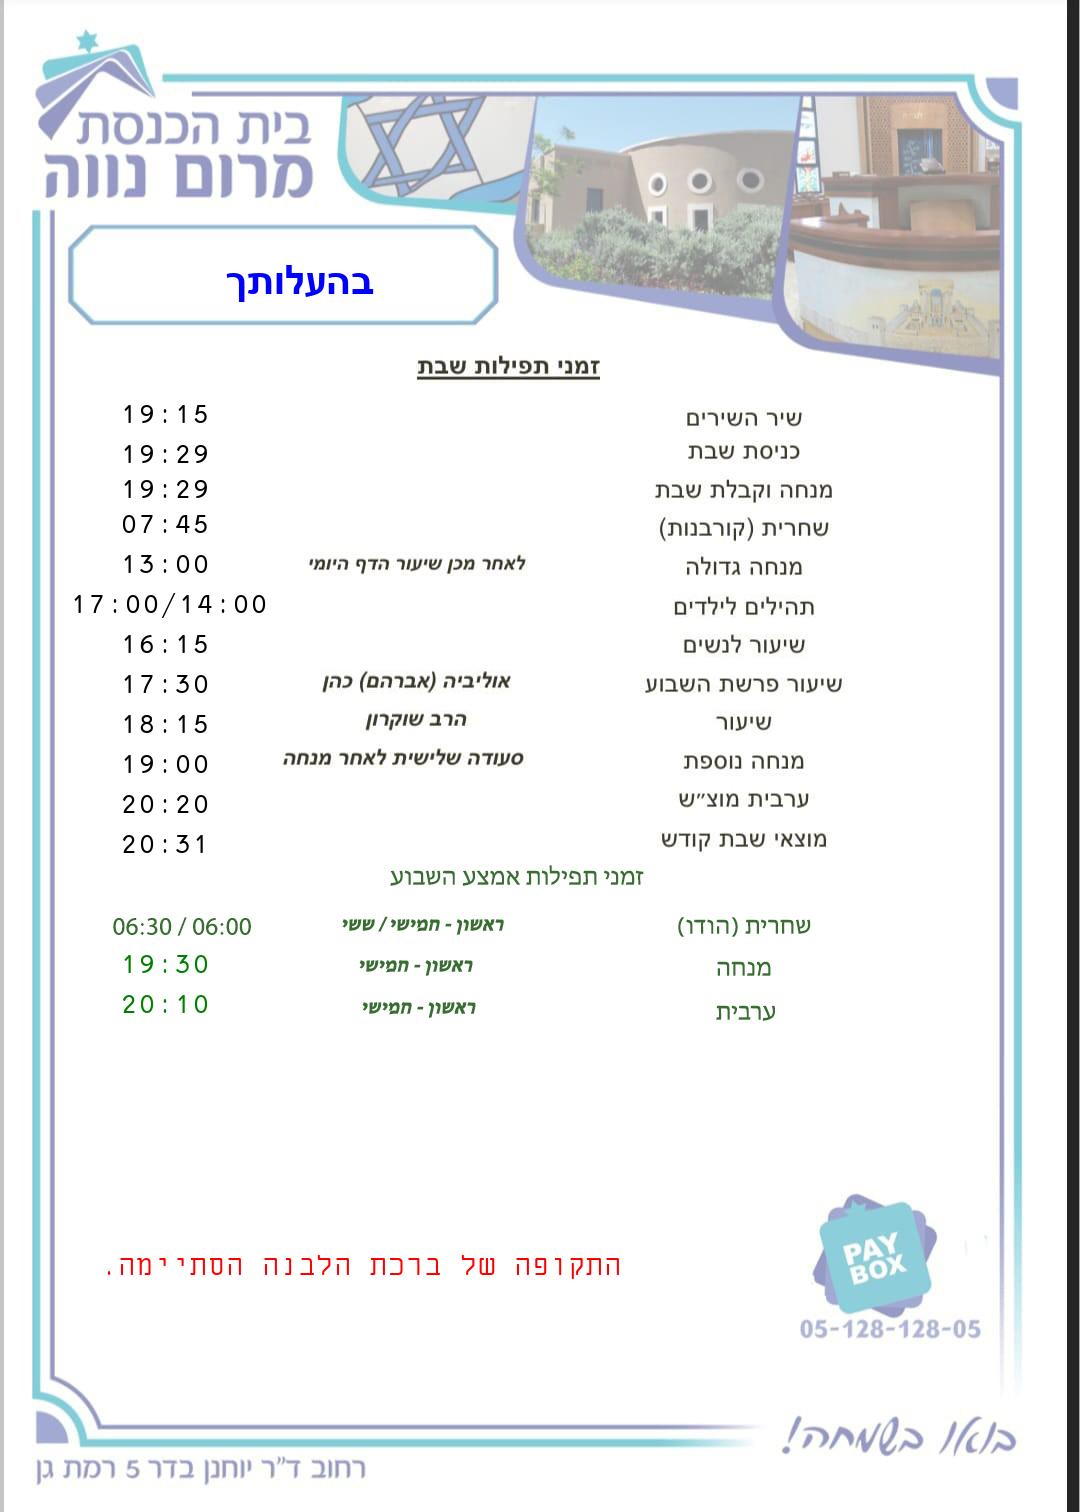 בית הכנסת
מרום נווה
בהעלותך
זמני תפילות שבת
שיר השירים 19:15
כניסת שבת 19:29
מנחה וקבלת שבת 19:29
שחרית (קורבנות) 07:45
מנחה גדולה לאחר מכן שיעור הדף היומי 13:00
תהילים לילדים 17:00/14:00
שיעור לנשים 16:15
שיעור פרשת השבוע אוליביה (אברהם) כהן 17:30
שיעור הרב שוקרון 18:15
מנחה נוספת סעודה שלישית לאחר מנחה 19:00
ערבית מוצ״ש 20:20
מוצאי שבת קודש 20:31
זמני תפילות אמצע השבוע
שחרית (הודו) ראשון - חמישי / ששי 06:30 / 06:00
מנחה ראשון - חמישי 19:30
ערבית ראשון - חמישי 20:10
התקופה של ברכת הלבנה הסתיימה.
PAY
BOX
05-128-128-05
בואו בשמחה!
רחוב ד"ר יוחנן בדר 5 רמת גן